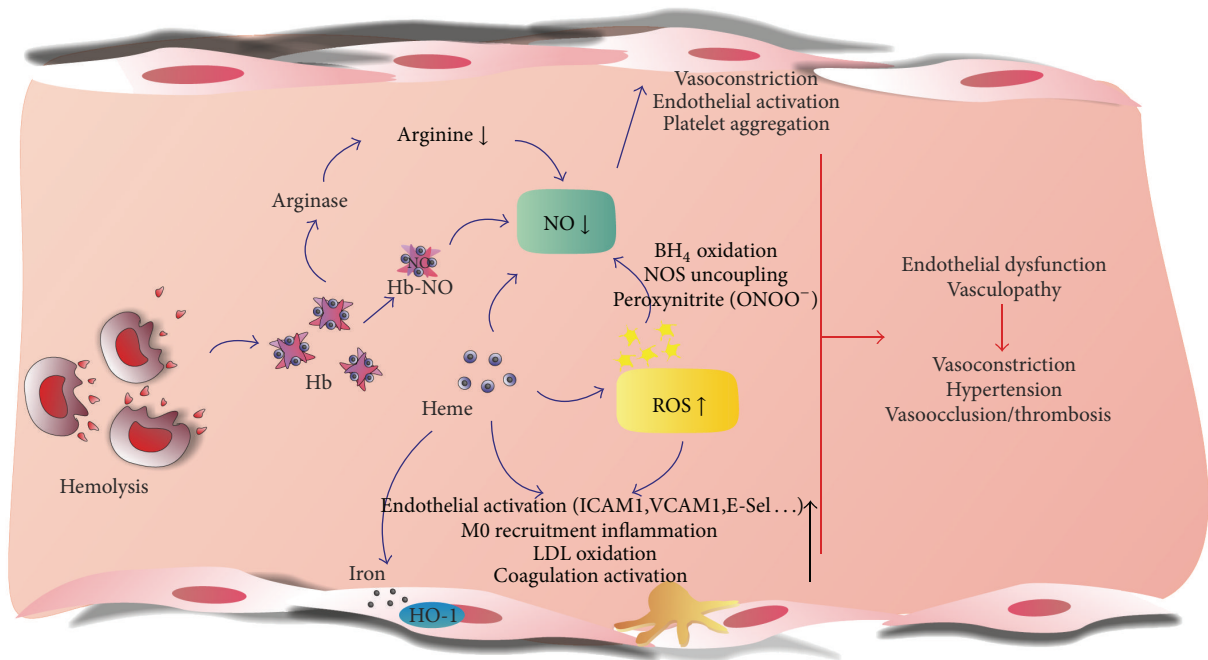 Vasoconstriction
Endothelial activation
Platelet aggregation
Arginine ↓
Arginase
NO ↓
NO
Hb-NO
BH₄ oxidation
NOS uncoupling
Peroxynitrite (ONOO⁻)
Endothelial dysfunction
Vasculopathy
Vasoconstriction
Hypertension
Vasoocclusion/thrombosis
Hb
Heme
ROS ↑
Hemolysis
Endothelial activation (ICAM1,VCAM1,E-Sel ...)
M0 recruitment inflammation
LDL oxidation
Coagulation activation
Iron
HO-1